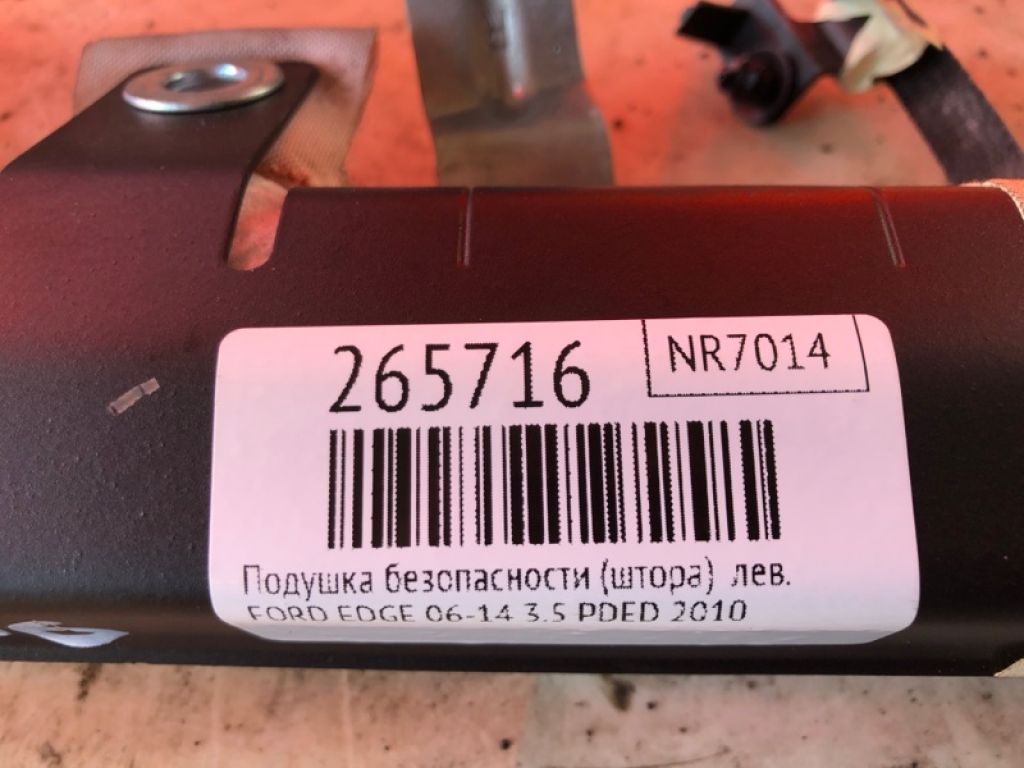 265716
NR7014
Подушка безопасности (штора) лев.
FORD EDGE 06-14 3.5 PDED 2010